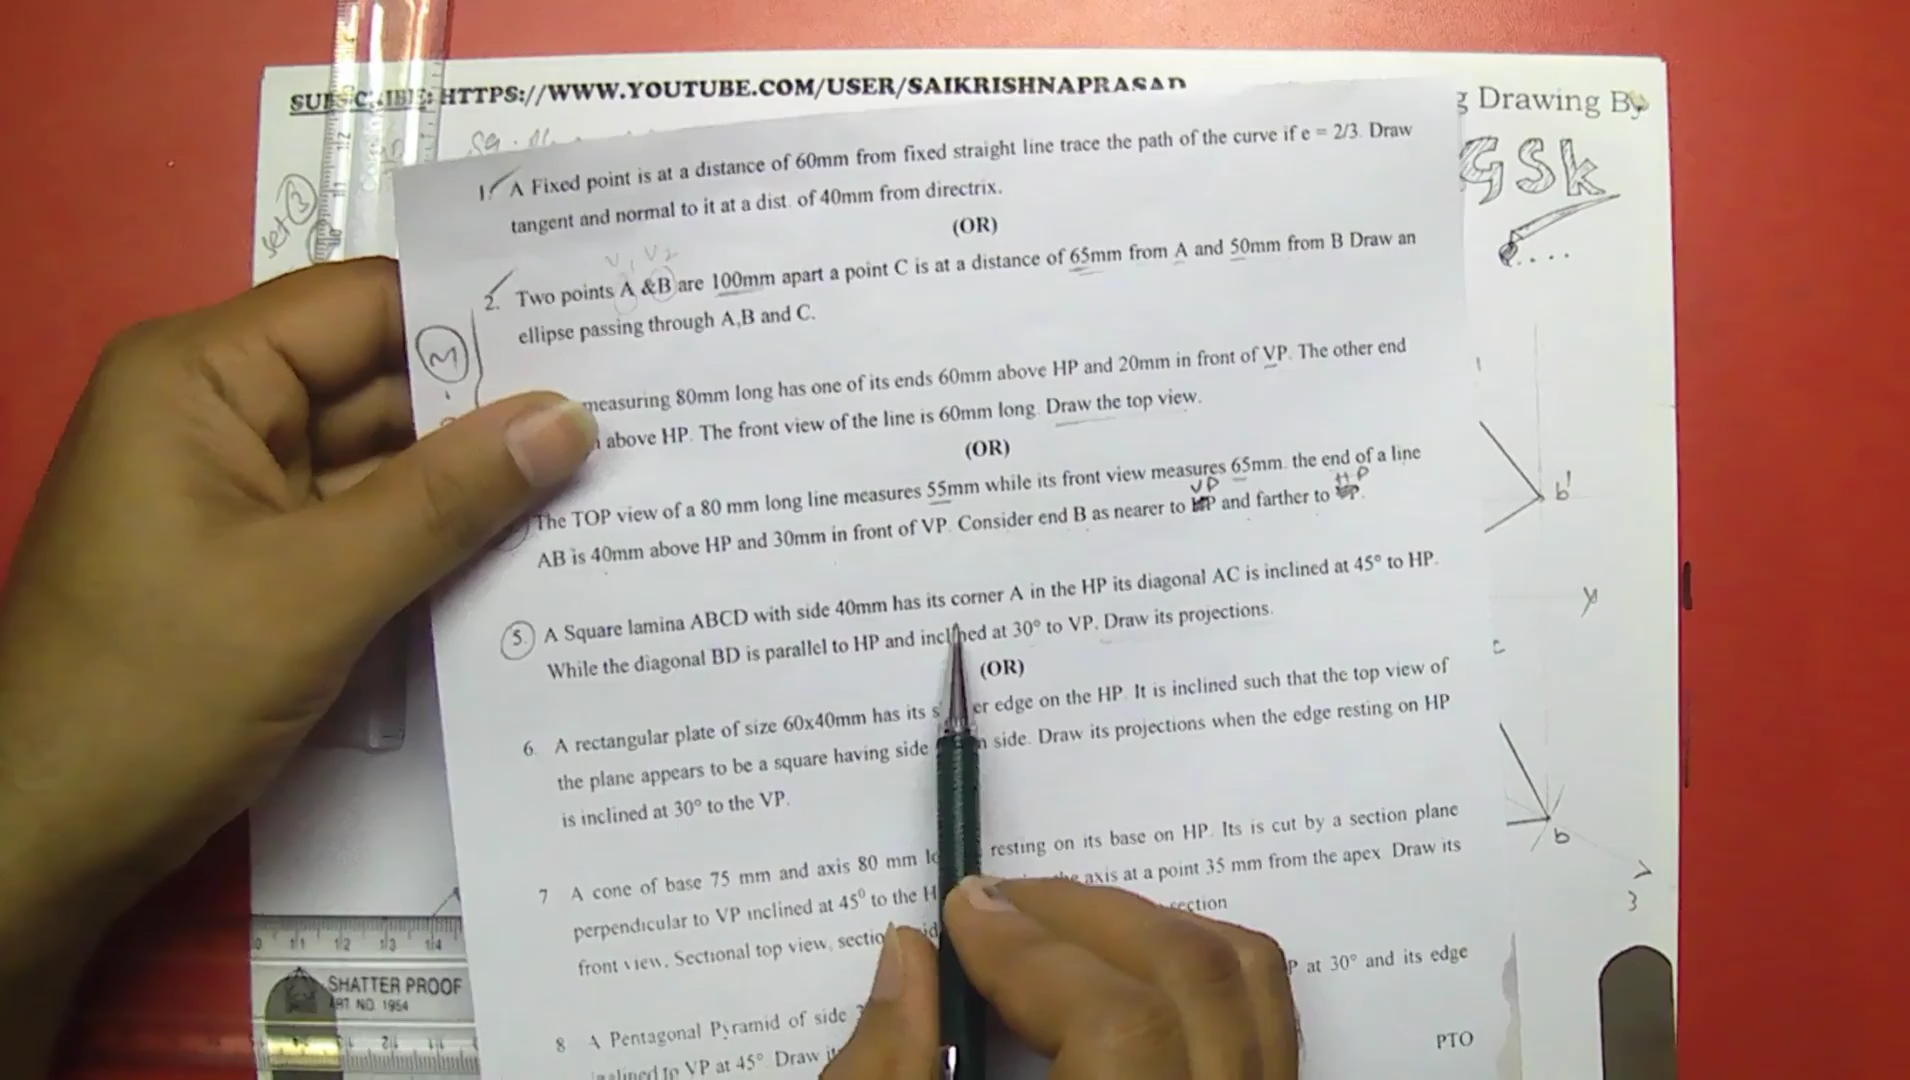 SUBSCRIBE: HTTPS://WWW.YOUTUBE.COM/USER/SAIKRISHNAPRASAD
g Drawing By
GSK
set 3
1. A Fixed point is at a distance of 60mm from fixed straight line trace the path of the curve if e = 2/3. Draw
tangent and normal to it at a dist. of 40mm from directrix.
(OR)
V1 V2
2. Two points A &B are 100mm apart a point C is at a distance of 65mm from A and 50mm from B Draw an
ellipse passing through A,B and C.
M
measuring 80mm long has one of its ends 60mm above HP and 20mm in front of VP. The other end
above HP. The front view of the line is 60mm long. Draw the top view.
(OR)
The TOP view of a 80 mm long line measures 55mm while its front view measures 65mm. the end of a line
VP HP
AB is 40mm above HP and 30mm in front of VP. Consider end B as nearer to and farther to
b'
5. A Square lamina ABCD with side 40mm has its corner A in the HP its diagonal AC is inclined at 45° to HP.
While the diagonal BD is parallel to HP and inclined at 30° to VP. Draw its projections.
(OR)
y
c
6. A rectangular plate of size 60x40mm has its er edge on the HP. It is inclined such that the top view of
the plane appears to be a square having side side. Draw its projections when the edge resting on HP
is inclined at 30° to the VP.
b
3
7 A cone of base 75 mm and axis 80 mm resting on its base on HP. Its is cut by a section plane
perpendicular to VP inclined at 45° to the axis at a point 35 mm from the apex. Draw its
front view, Sectional top view,
8 A Pentagonal Pyramid of side P at 30° and its edge
to VP at 45° Draw
PTO
0 11 12 13 14
SHATTER PROOF
ART NO. 1954